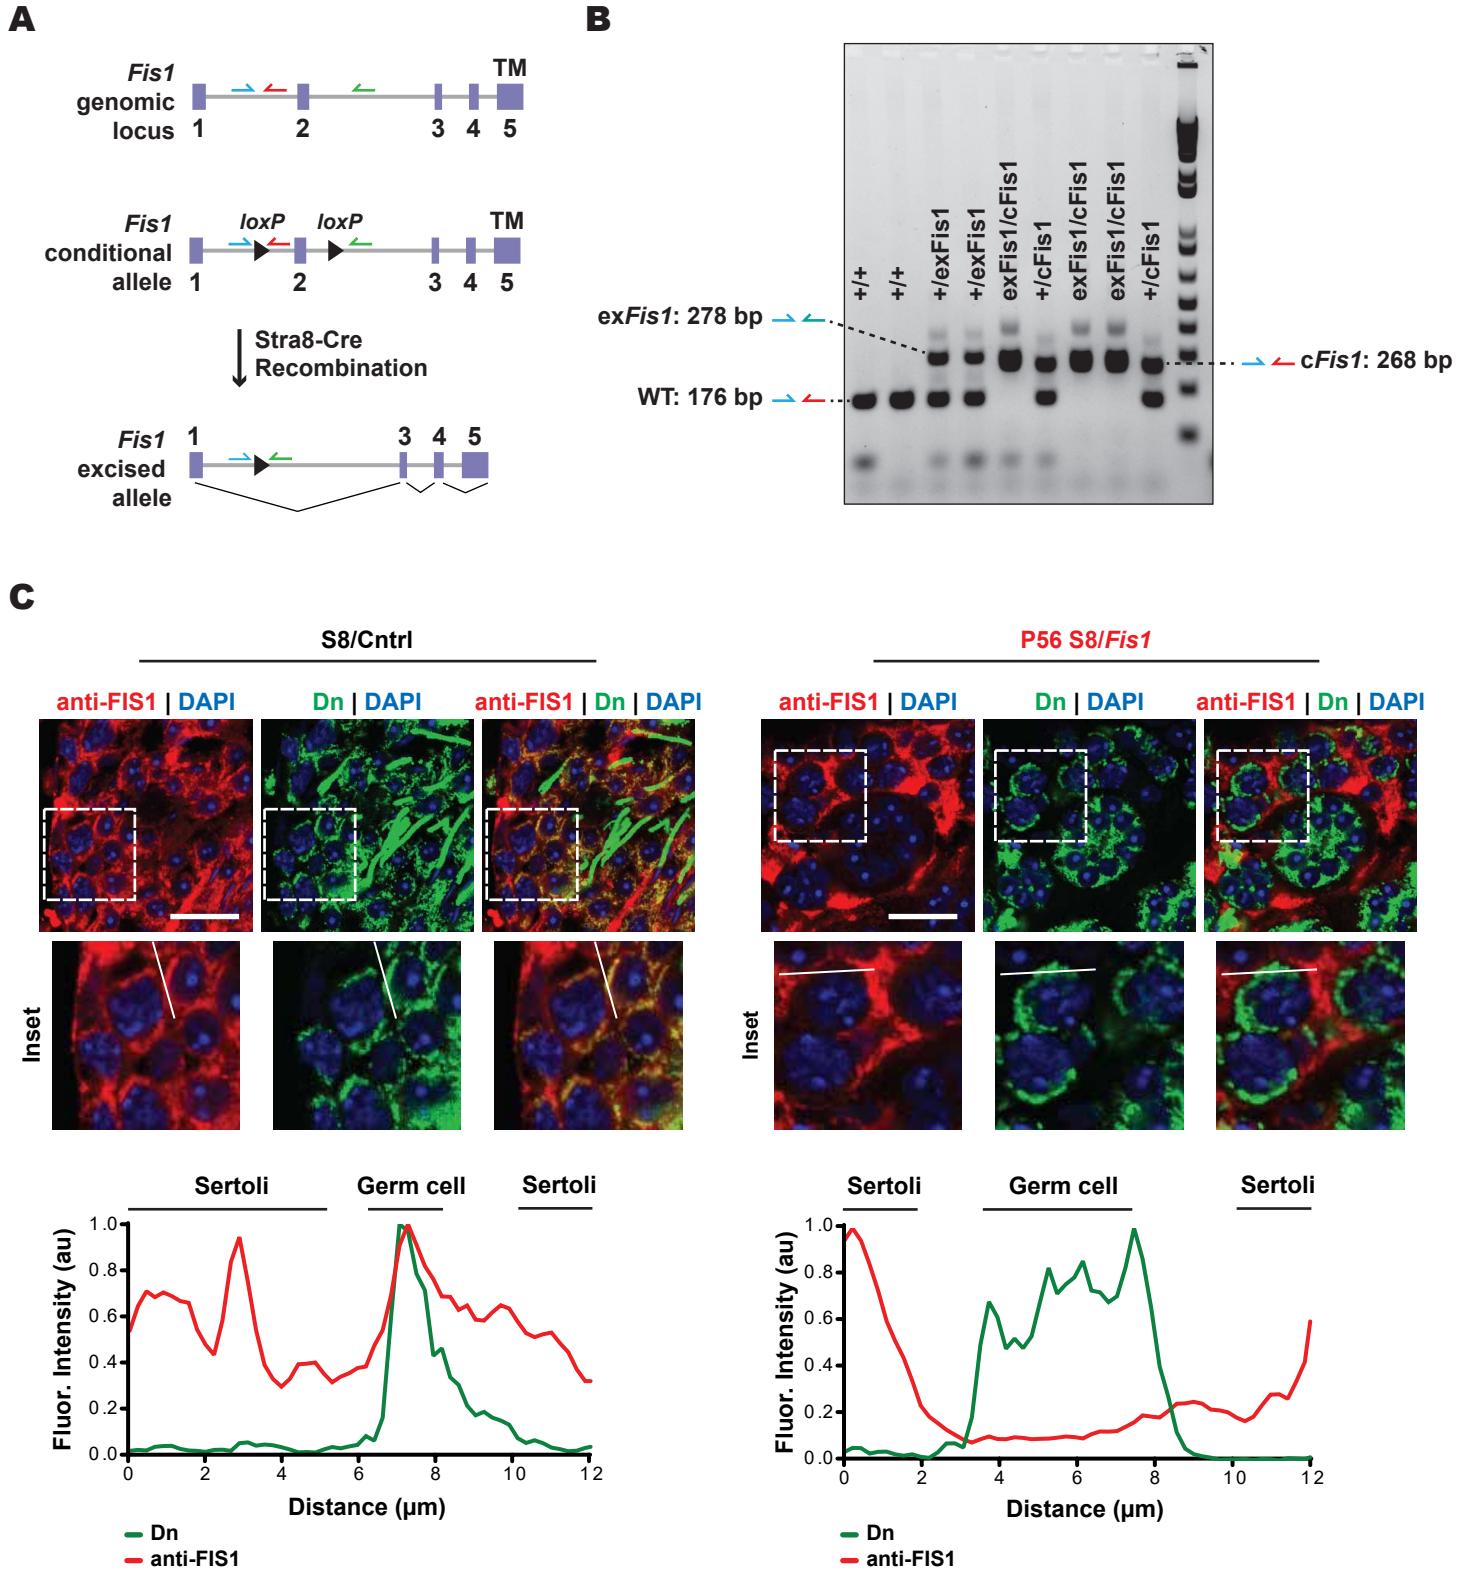 A
Fis1
genomic
locus
TM
1 2 3 4 5
Fis1
conditional
allele
loxP loxP TM
1 2 3 4 5
Stra8-Cre
Recombination
Fis1
excised
allele
1 3 4 5
B
+/+ +/+ +/exFis1 +/exFis1 exFis1/cFis1 +/cFis1 exFis1/cFis1 exFis1/cFis1 +/cFis1
exFis1: 278 bp
cFis1: 268 bp
WT: 176 bp
C
S8/Cntrl
anti-FIS1 | DAPI Dn | DAPI anti-FIS1 | Dn | DAPI
Inset
P56 S8/Fis1
anti-FIS1 | DAPI Dn | DAPI anti-FIS1 | Dn | DAPI
Inset
Sertoli Germ cell Sertoli
Fluor. Intensity (au)
1.0
0.8
0.6
0.4
0.2
0.0
0 2 4 6 8 10 12
Distance (µm)
Dn
anti-FIS1
Sertoli Germ cell Sertoli
Fluor. Intensity (au)
1.0
0.8
0.6
0.4
0.2
0.0
0 2 4 6 8 10 12
Distance (µm)
Dn
anti-FIS1